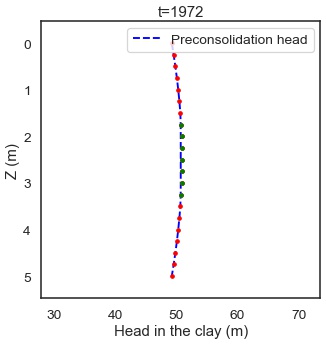 t=1972
Preconsolidation head
0
1
2
3
4
5
Z (m)
30 40 50 60 70
Head in the clay (m)